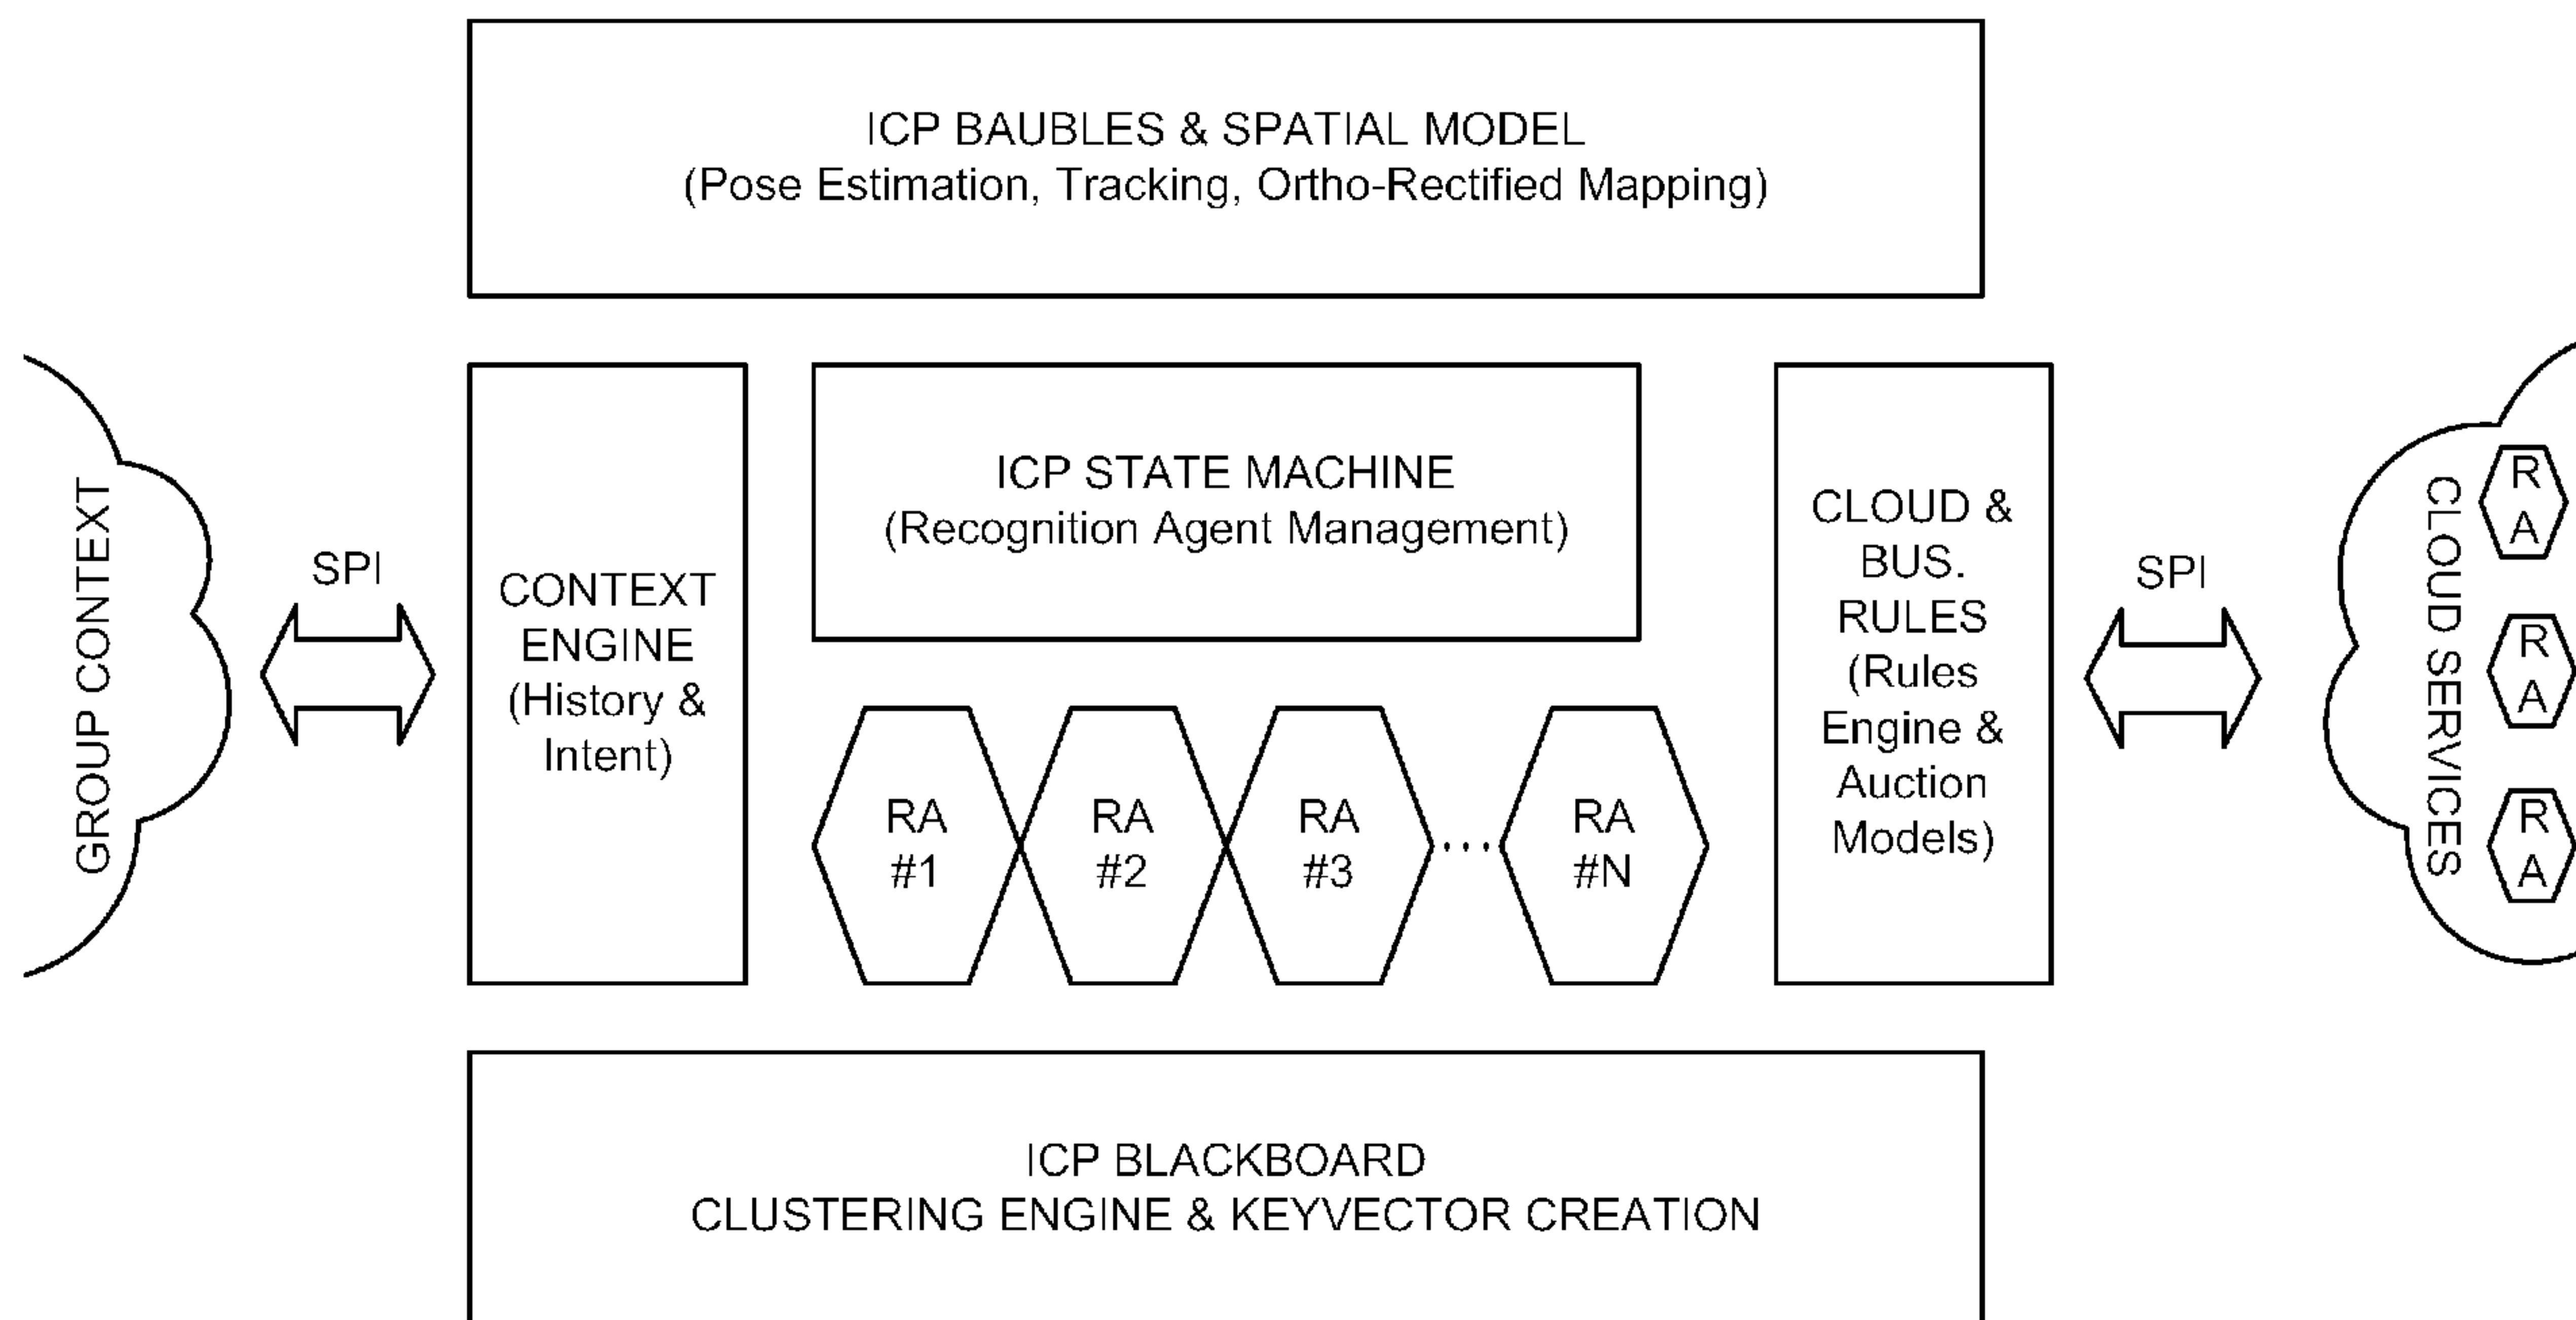 ICP BAUBLES & SPATIAL MODEL
(Pose Estimation, Tracking, Ortho-Rectified Mapping)
GROUP CONTEXT
SPI
CONTEXT
ENGINE
(History &
Intent)
ICP STATE MACHINE
(Recognition Agent Management)
RA
#1
RA
#2
RA
#3
....
RA
#N
CLOUD &
BUS.
RULES
(Rules
Engine &
Auction
Models)
SPI
CLOUD SERVICES
R
A
R
A
R
A
ICP BLACKBOARD
CLUSTERING ENGINE & KEYVECTOR CREATION